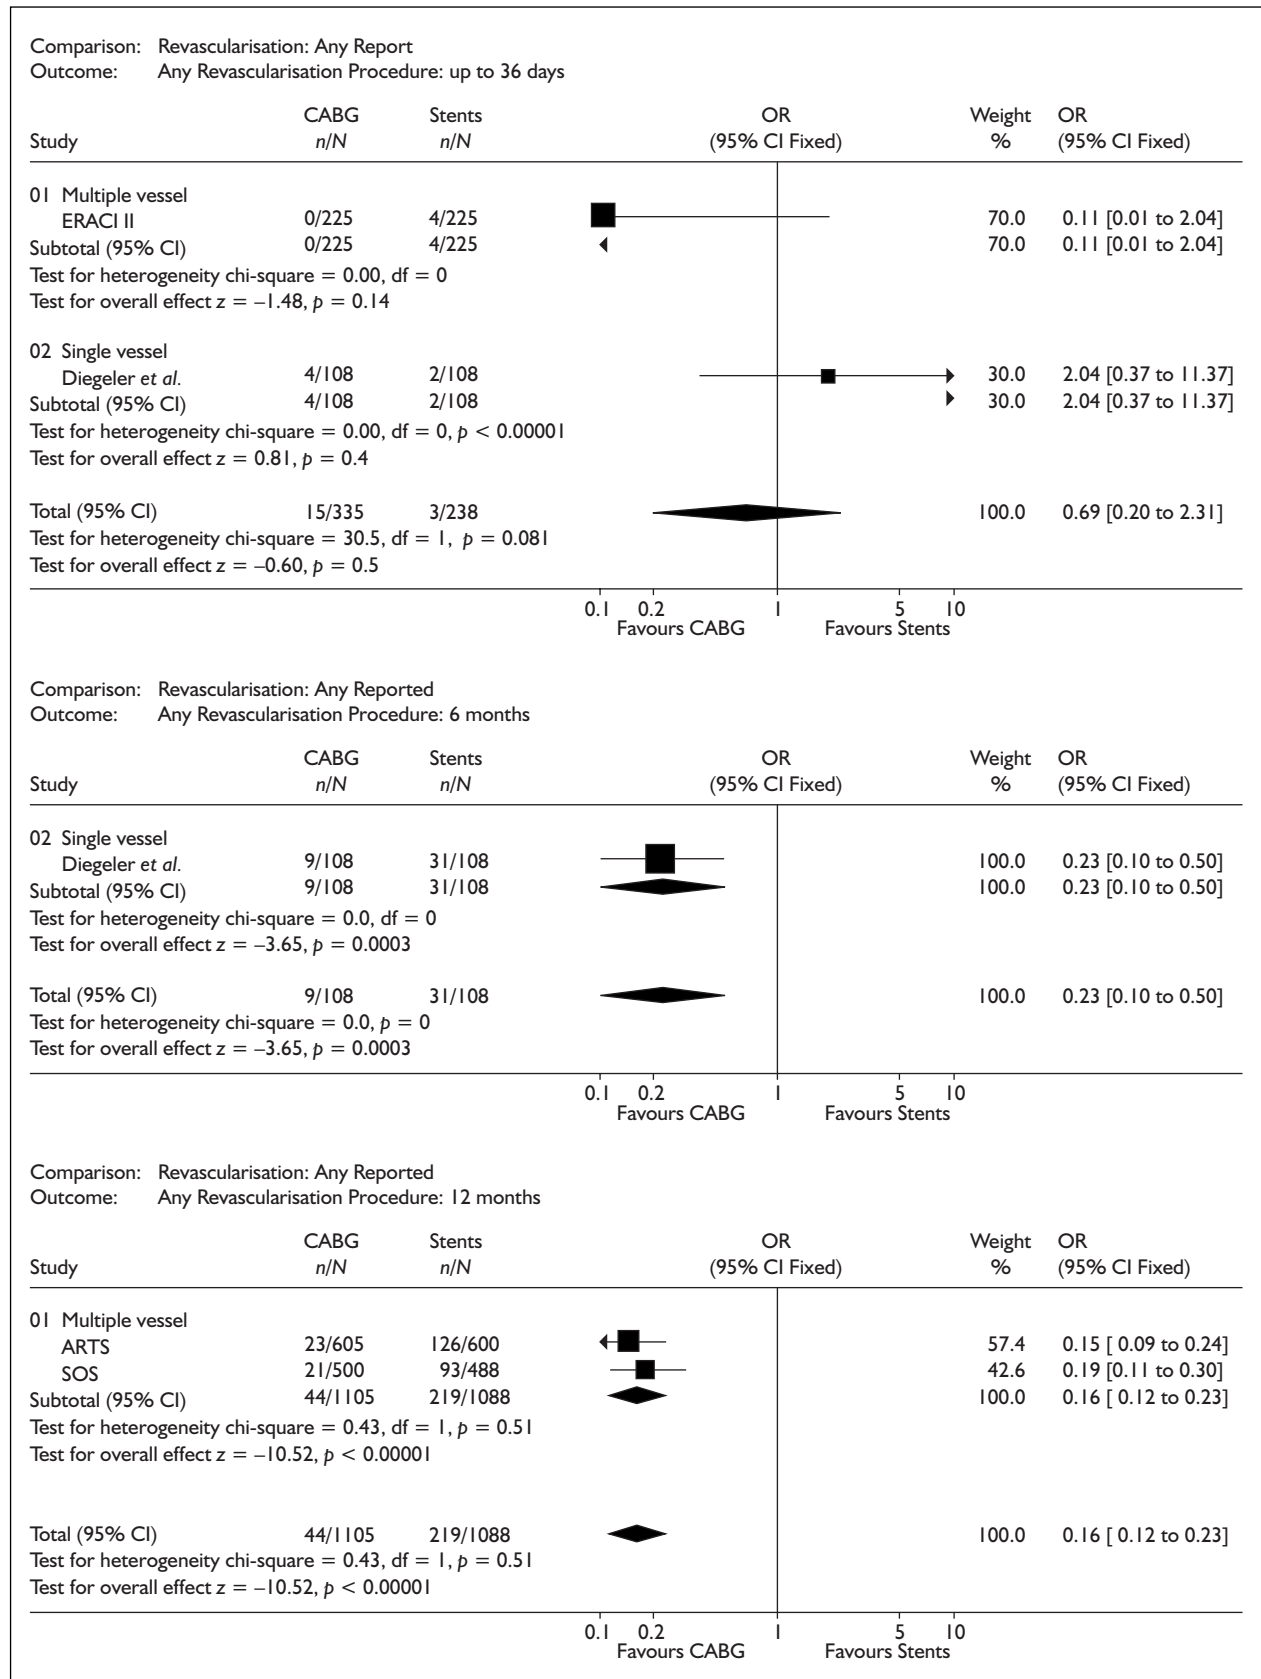 Comparison: Revascularisation: Any Report
Outcome: Any Revascularisation Procedure: up to 36 days
CABG Stents OR Weight OR
Study n/N n/N (95% CI Fixed) % (95% CI Fixed)
01 Multiple vessel
ERACI II 0/225 4/225 70.0 0.11 [0.01 to 2.04]
Subtotal (95% CI) 0/225 4/225 70.0 0.11 [0.01 to 2.04]
Test for heterogeneity chi-square = 0.00, df = 0
Test for overall effect z = –1.48, p = 0.14
02 Single vessel
Diegeler et al. 4/108 2/108 30.0 2.04 [0.37 to 11.37]
Subtotal (95% CI) 4/108 2/108 30.0 2.04 [0.37 to 11.37]
Test for heterogeneity chi-square = 0.00, df = 0, p < 0.00001
Test for overall effect z = 0.81, p = 0.4
Total (95% CI) 15/335 3/238 100.0 0.69 [0.20 to 2.31]
Test for heterogeneity chi-square = 30.5, df = 1, p = 0.081
Test for overall effect z = –0.60, p = 0.5
0.1 0.2 1 5 10
Favours CABG Favours Stents
Comparison: Revascularisation: Any Reported
Outcome: Any Revascularisation Procedure: 6 months
CABG Stents OR Weight OR
Study n/N n/N (95% CI Fixed) % (95% CI Fixed)
02 Single vessel
Diegeler et al. 9/108 31/108 100.0 0.23 [0.10 to 0.50]
Subtotal (95% CI) 9/108 31/108 100.0 0.23 [0.10 to 0.50]
Test for heterogeneity chi-square = 0.0, df = 0
Test for overall effect z = –3.65, p = 0.0003
Total (95% CI) 9/108 31/108 100.0 0.23 [0.10 to 0.50]
Test for heterogeneity chi-square = 0.0, p = 0
Test for overall effect z = –3.65, p = 0.0003
0.1 0.2 1 5 10
Favours CABG Favours Stents
Comparison: Revascularisation: Any Reported
Outcome: Any Revascularisation Procedure: 12 months
CABG Stents OR Weight OR
Study n/N n/N (95% CI Fixed) % (95% CI Fixed)
01 Multiple vessel
ARTS 23/605 126/600 57.4 0.15 [ 0.09 to 0.24]
SOS 21/500 93/488 42.6 0.19 [0.11 to 0.30]
Subtotal (95% CI) 44/1105 219/1088 100.0 0.16 [ 0.12 to 0.23]
Test for heterogeneity chi-square = 0.43, df = 1, p = 0.51
Test for overall effect z = –10.52, p < 0.00001
Total (95% CI) 44/1105 219/1088 100.0 0.16 [ 0.12 to 0.23]
Test for heterogeneity chi-square = 0.43, df = 1, p = 0.51
Test for overall effect z = –10.52, p < 0.00001
0.1 0.2 1 5 10
Favours CABG Favours Stents